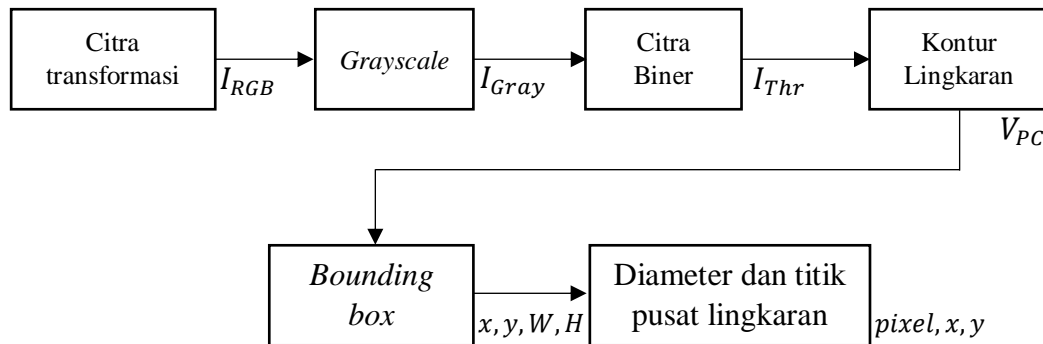 Citra
transformasi
I_RGB
Grayscale
I_Gray
Citra
Biner
I_Thr
Kontur
Lingkaran
V_PC
Bounding
box
x, y, W, H
Diameter dan titik
pusat lingkaran
pixel, x, y